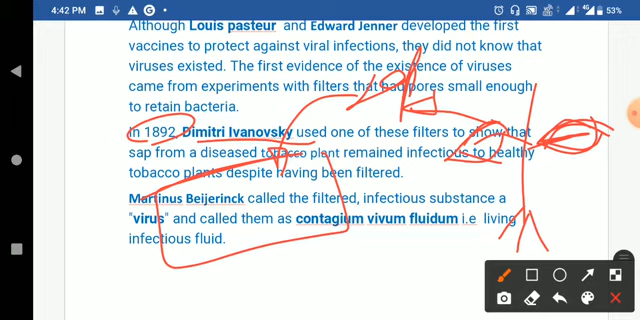 4:42 PM
4G
53%
Although Louis pasteur and Edward Jenner developed the first
vaccines to protect against viral infections, they did not know that
viruses existed. The first evidence of the existence of viruses
came from experiments with filters that had pores small enough
to retain bacteria.
In 1892, Dimitri Ivanovsky used one of these filters to show that
sap from a diseased tobacco plant remained infectious to healthy
tobacco plants despite having been filtered.
Martinus Beijerinck called the filtered, infectious substance a
"virus" and called them as contagium vivum fluidum i.e living
infectious fluid.